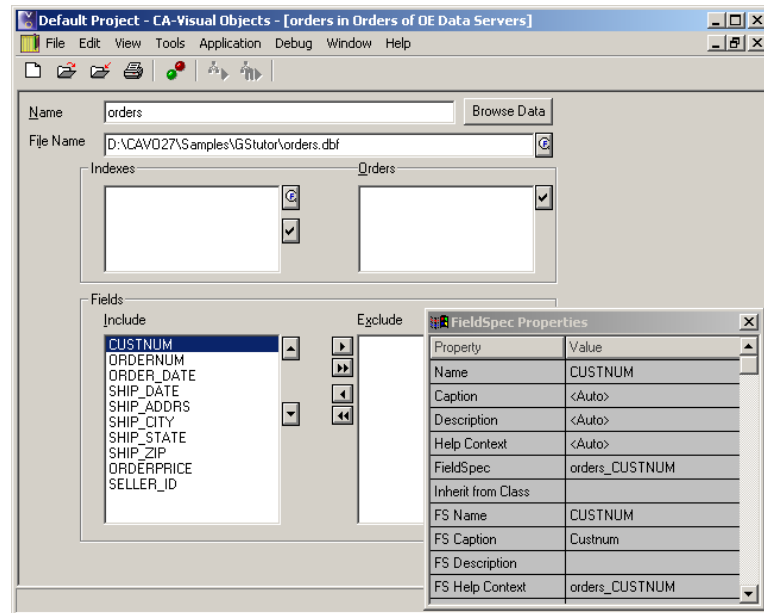 Default Project - CA-Visual Objects - [orders in Orders of OE Data Servers]
File Edit View Tools Application Debug Window Help
Name orders Browse Data
File Name D:\CAVO27\Samples\GStutor\orders.dbf
Indexes Orders
Fields
Include Exclude
CUSTNUM
ORDERNUM
ORDER_DATE
SHIP_DATE
SHIP_ADDRS
SHIP_CITY
SHIP_STATE
SHIP_ZIP
ORDERPRICE
SELLER_ID
FieldSpec Properties
Property Value
Name CUSTNUM
Caption <Auto>
Description <Auto>
Help Context <Auto>
FieldSpec orders_CUSTNUM
Inherit from Class
FS Name CUSTNUM
FS Caption Custnum
FS Description
FS Help Context orders_CUSTNUM